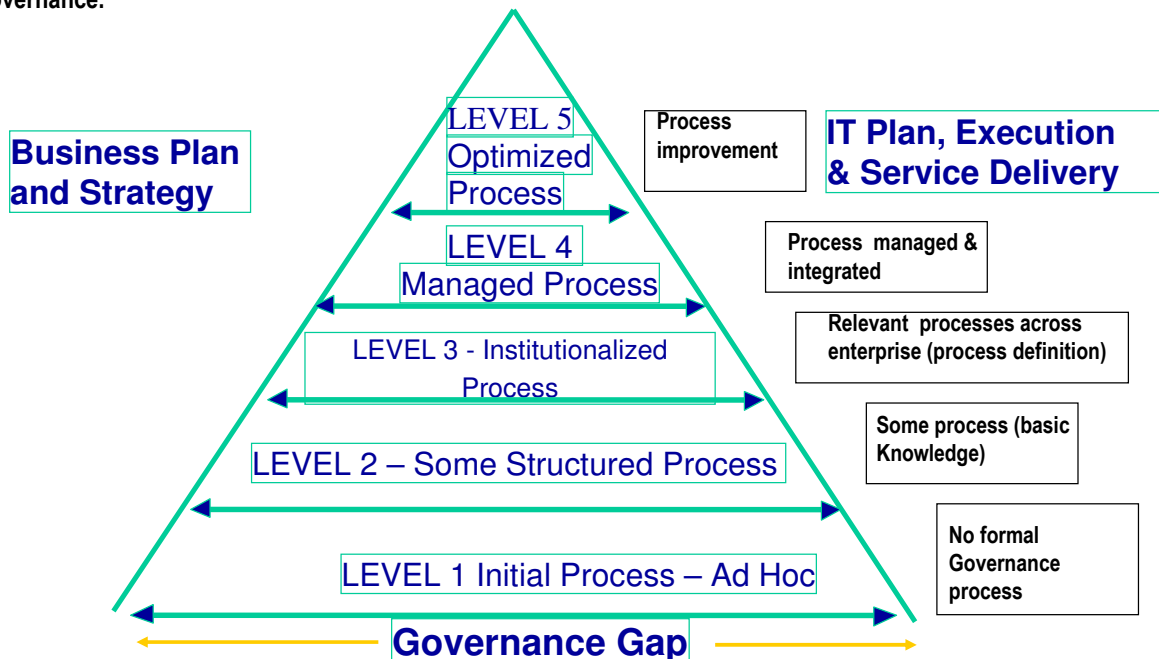 LEVEL 5
Optimized
Process
Process
improvement
Business Plan
and Strategy
IT Plan, Execution
& Service Delivery
LEVEL 4
Managed Process
Process managed &
integrated
LEVEL 3 - Institutionalized
Process
Relevant processes across
enterprise (process definition)
LEVEL 2 – Some Structured Process
Some process (basic
Knowledge)
LEVEL 1 Initial Process – Ad Hoc
No formal
Governance
process
Governance Gap